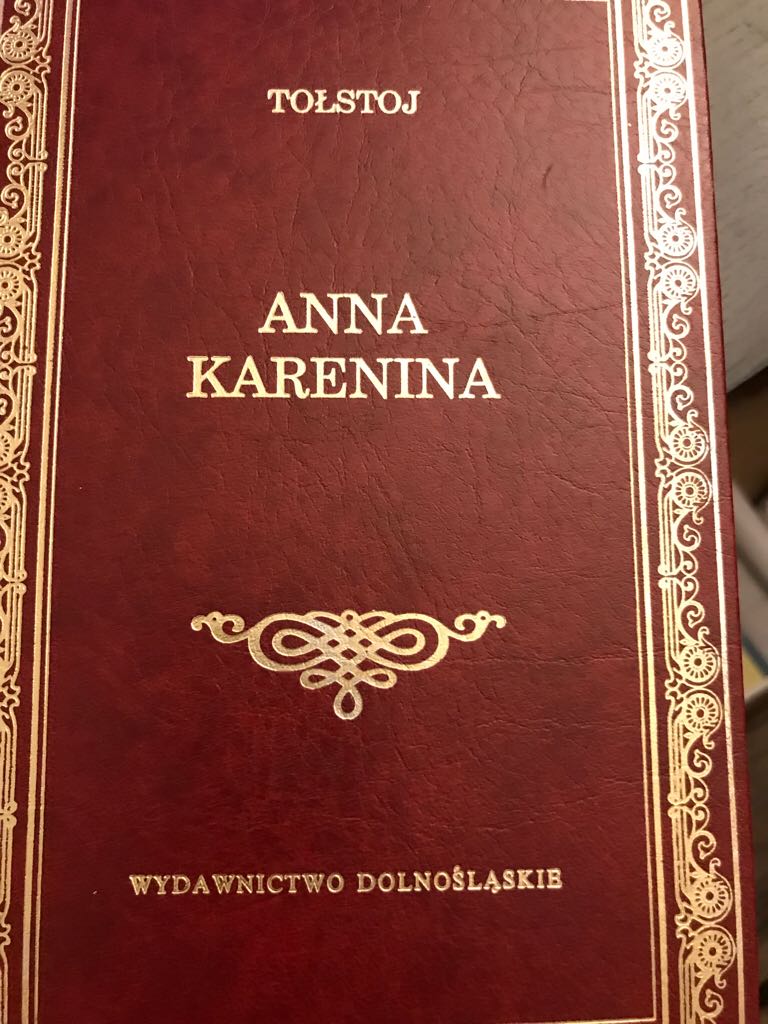 TOŁSTOJ
ANNA
KARENINA
WYDAWNICTWO DOLNOŚLĄSKIE